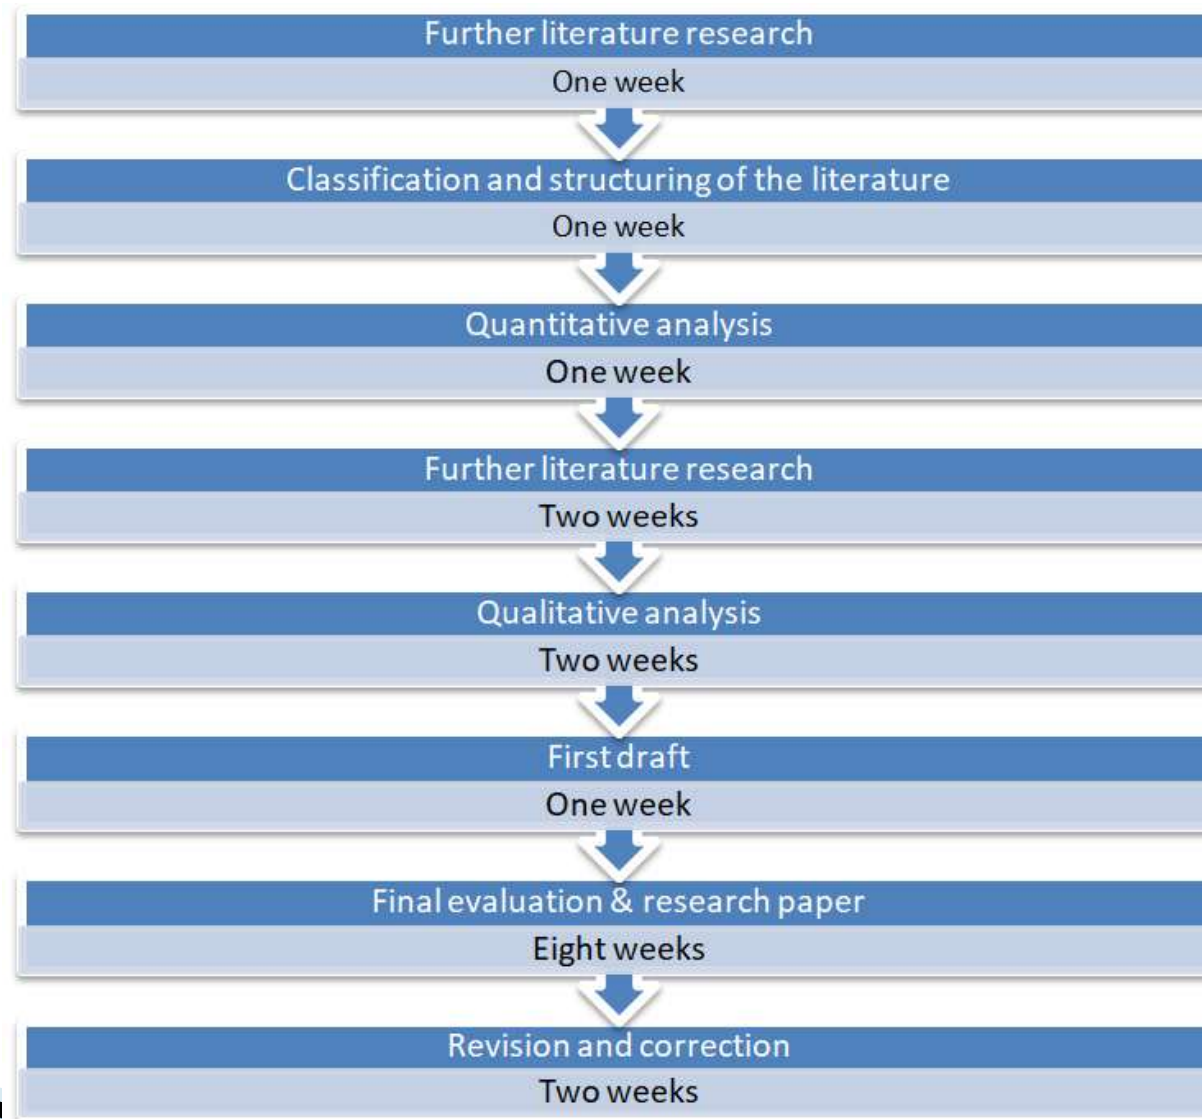 Further literature research
One week
Classification and structuring of the literature
One week
Quantitative analysis
One week
Further literature research
Two weeks
Qualitative analysis
Two weeks
First draft
One week
Final evaluation & research paper
Eight weeks
Revision and correction
Two weeks